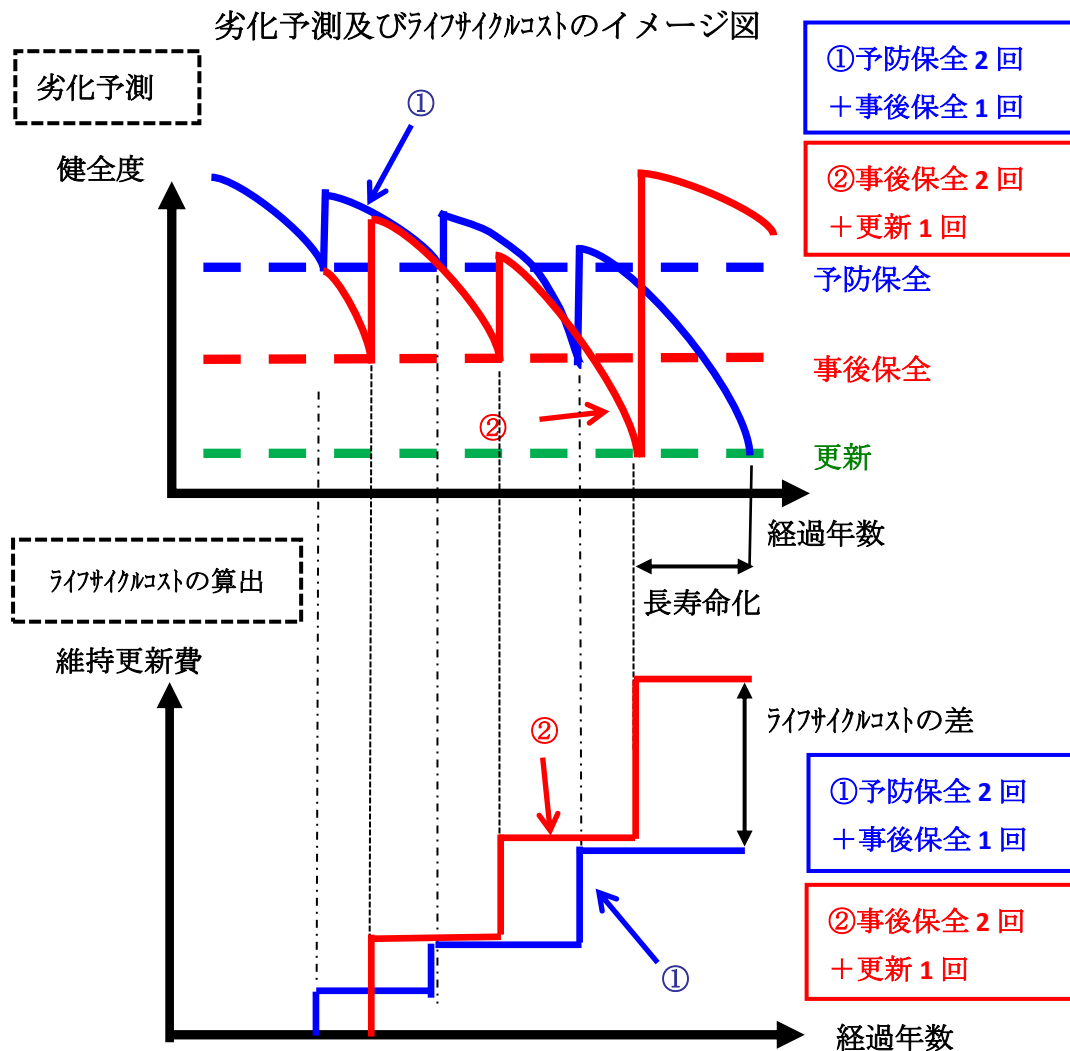 劣化予測及びﾗｲﾌｻｲｸﾙｺｽﾄのイメージ図
劣化予測
①予防保全 2 回
＋事後保全 1 回
①
健全度
②事後保全 2 回
＋更新 1 回
予防保全
事後保全
②
更新
経過年数
ﾗｲﾌｻｲｸﾙｺｽﾄの算出
長寿命化
維持更新費
ﾗｲﾌｻｲｸﾙｺｽﾄの差
②
①予防保全 2 回
＋事後保全 1 回
②事後保全 2 回
＋更新 1 回
①
経過年数